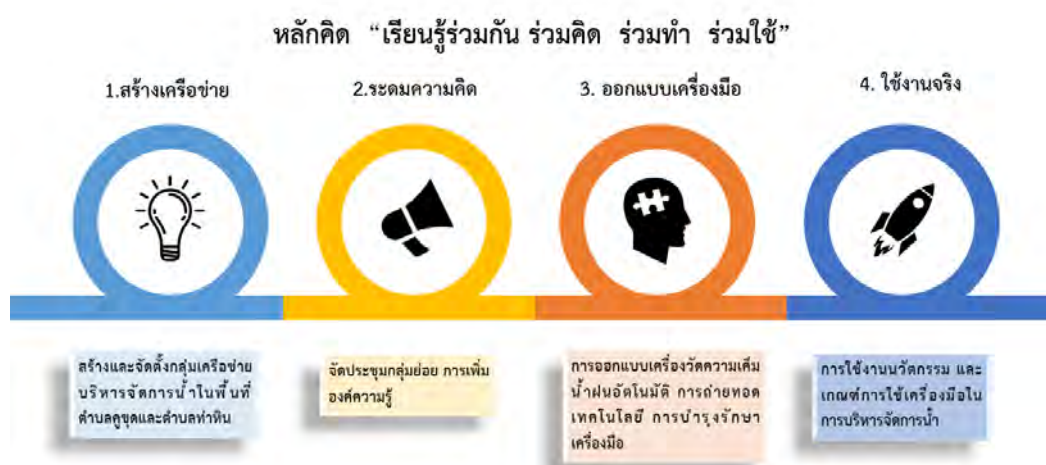 หลักคิด “เรียนรู้ร่วมกัน ร่วมคิด ร่วมทำ ร่วมใช้”
1.สร้างเครือข่าย
2.ระดมความคิด
3. ออกแบบเครื่องมือ
4. ใช้งานจริง
สร้างและจัดตั้งกลุ่มเครือข่าย
บริหารจัดการน้ำในพื้นที่
ตำบลคูขุดและตำบลท่าหิน
จัดประชุมกลุ่มย่อย การเพิ่ม
องค์ความรู้
การออกแบบเครื่องวัดความเค็ม
น้ำฝนอัตโนมัติ การถ่ายทอด
เทคโนโลยี การบำรุงรักษา
เครื่องมือ
การใช้งานนวัตกรรม และ
เกณฑ์การใช้เครื่องมือใน
การบริหารจัดการน้ำ